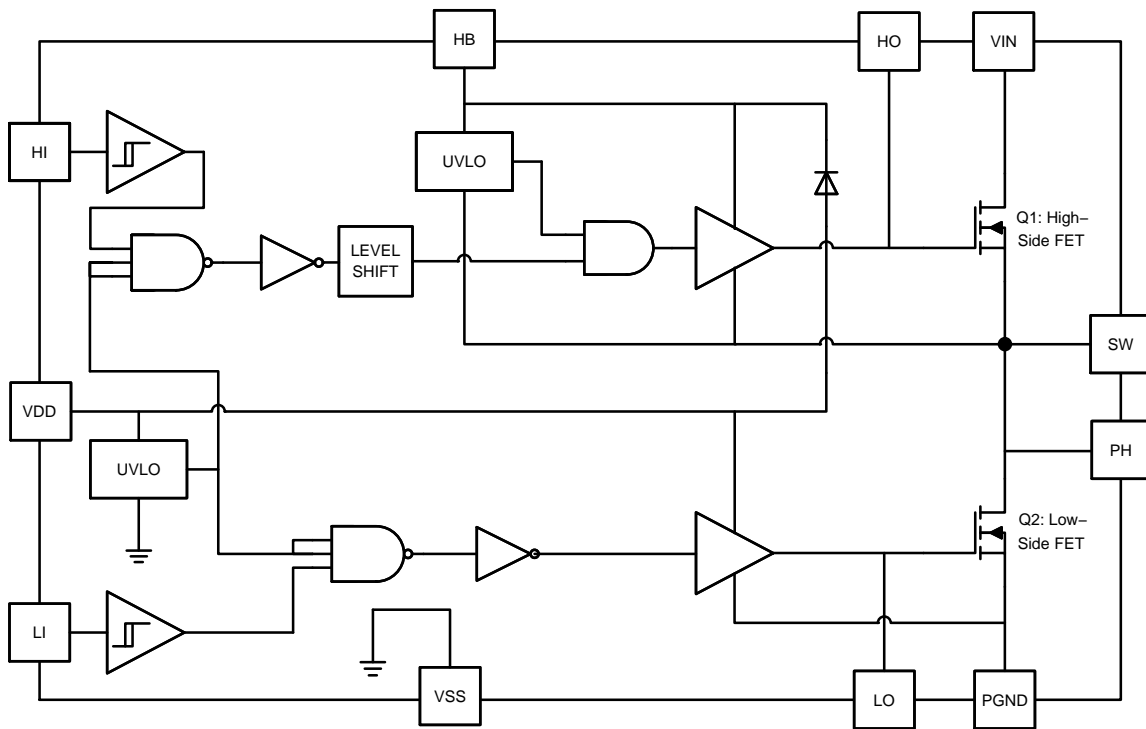 HB
HO
VIN
HI
UVLO
Q1: High–
Side FET
LEVEL
SHIFT
SW
VDD
PH
UVLO
Q2: Low–
Side FET
LI
VSS
LO
PGND